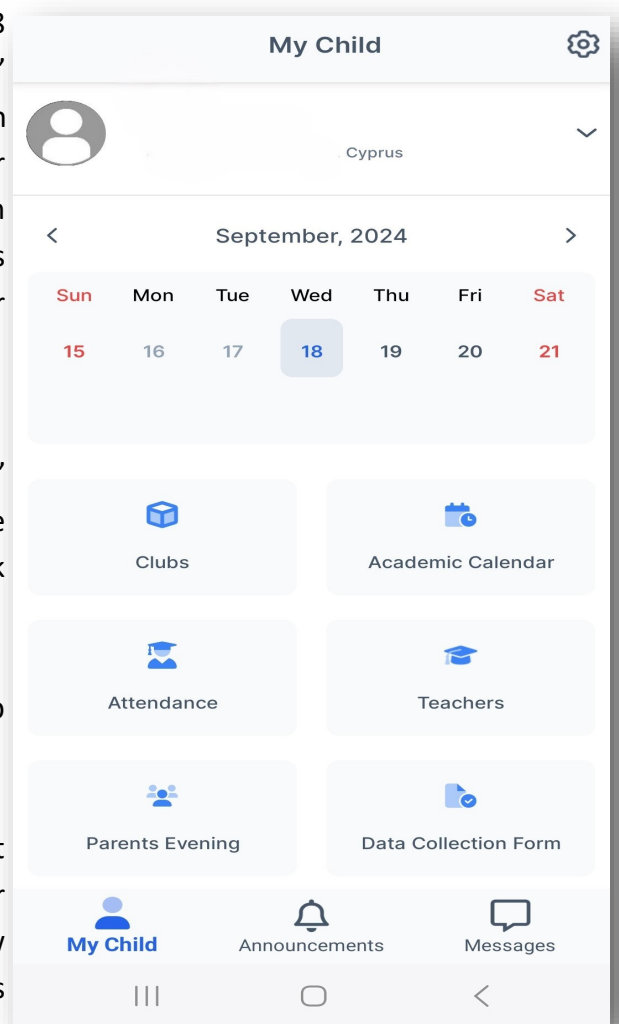 My Child
Cyprus
September, 2024
Sun Mon Tue Wed Thu Fri Sat
15 16 17 18 19 20 21
Clubs Academic Calendar
Attendance Teachers
Parents Evening Data Collection Form
My Child Announcements Messages